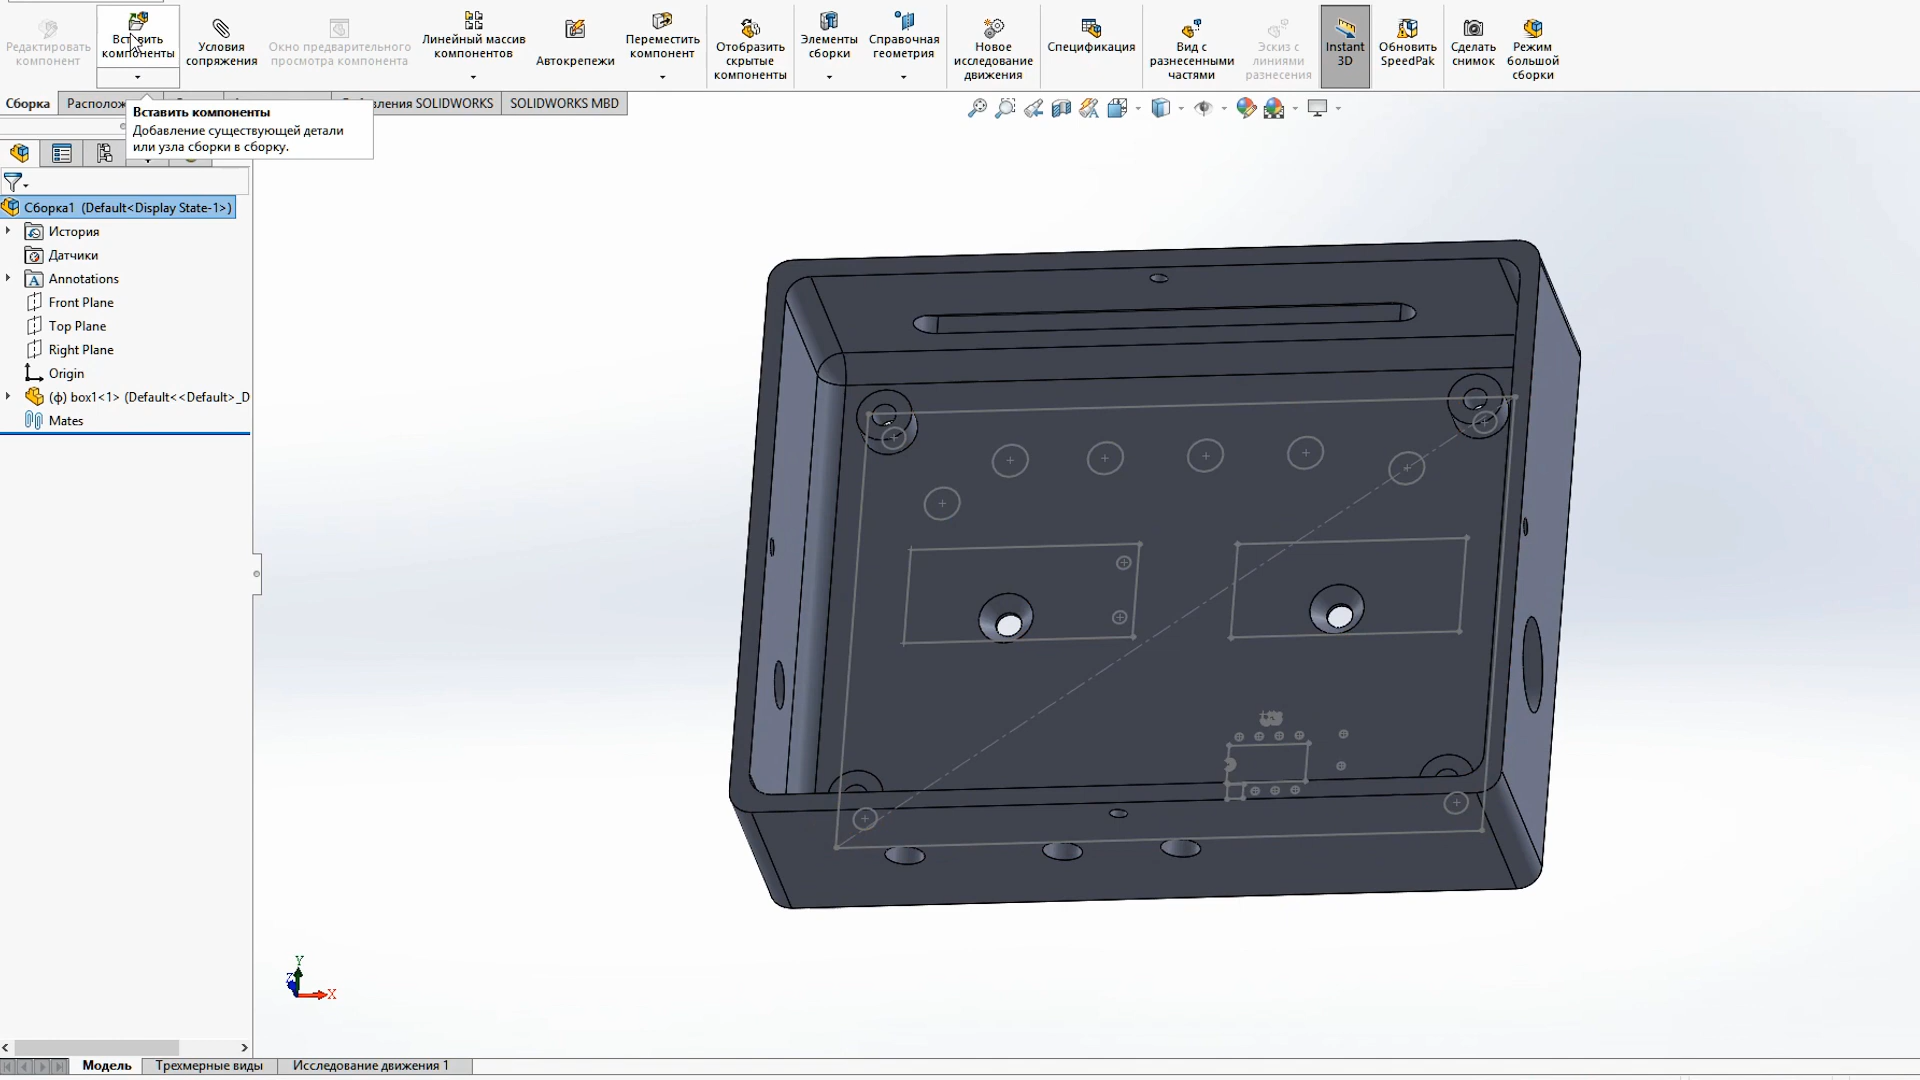 Редактировать
компонент
Вставить
компоненты
Условия
сопряжения
Окно предварительного
просмотра компонента
Линейный массив
компонентов
Автокрепежи
Переместить
компонент
Отобразить
скрытые
компоненты
Элементы
сборки
Справочная
геометрия
Новое
исследование
движения
Спецификация
Вид с
разнесенными
частями
Эскиз с
линиями
разнесения
Instant
3D
Обновить
SpeedPak
Сделать
снимок
Режим
большой
сборки
Сборка
SOLIDWORKS
SOLIDWORKS MBD
Вставить компоненты
Добавление существующей детали
или узла сборки в сборку.
Сборка1 (Default<Display State-1>)
История
Датчики
A Annotations
Front Plane
Top Plane
Right Plane
Origin
(ф) box1<1> (Default<<Default>_D
Mates
Y
Z
X
Модель
Трехмерные виды
Исследование движения 1